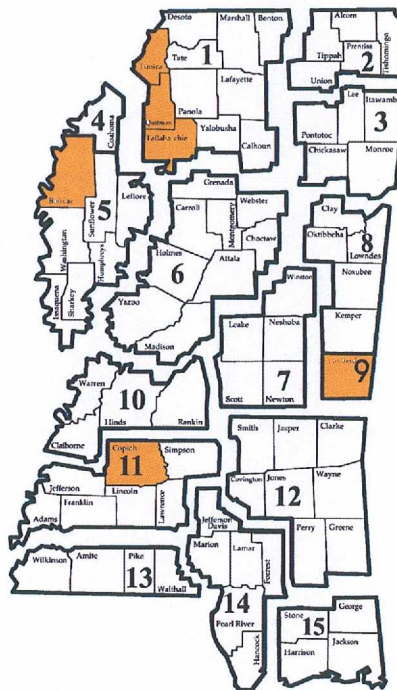 Desoto
Marshall
Benton
Tunica
Tate
1
Lafayette
Quitman
Panola
Yalobusha
Calhoun
Alcorn
Tippah
Prentiss
Tishomingo
2
Union
Lee
Itawamba
3
Pontotoc
Chickasaw
Monroe
4
Coahoma
Bolivar
Sunflower
5
Leflore
Washington
Humphreys
Issaquena
Sharkey
Grenada
Carroll
Montgomery
Webster
Choctaw
Holmes
6
Attala
Yazoo
Madison
Clay
Oktibbeha
8
Lowndes
Noxubee
Kemper
9
Winston
Leake
Neshoba
7
Scott
Newton
Warren
10
Hinds
Rankin
Claiborne
Copiah
Simpson
11
Jefferson
Lincoln
Franklin
Lawrence
Adams
Smith
Jasper
Clarke
Covington
Jones
Wayne
12
Perry
Greene
Wilkinson
Amite
Pike
13
Walthall
Jefferson
Davis
Marion
Lamar
Forrest
14
Pearl River
Hancock
Stone
George
15
Harrison
Jackson